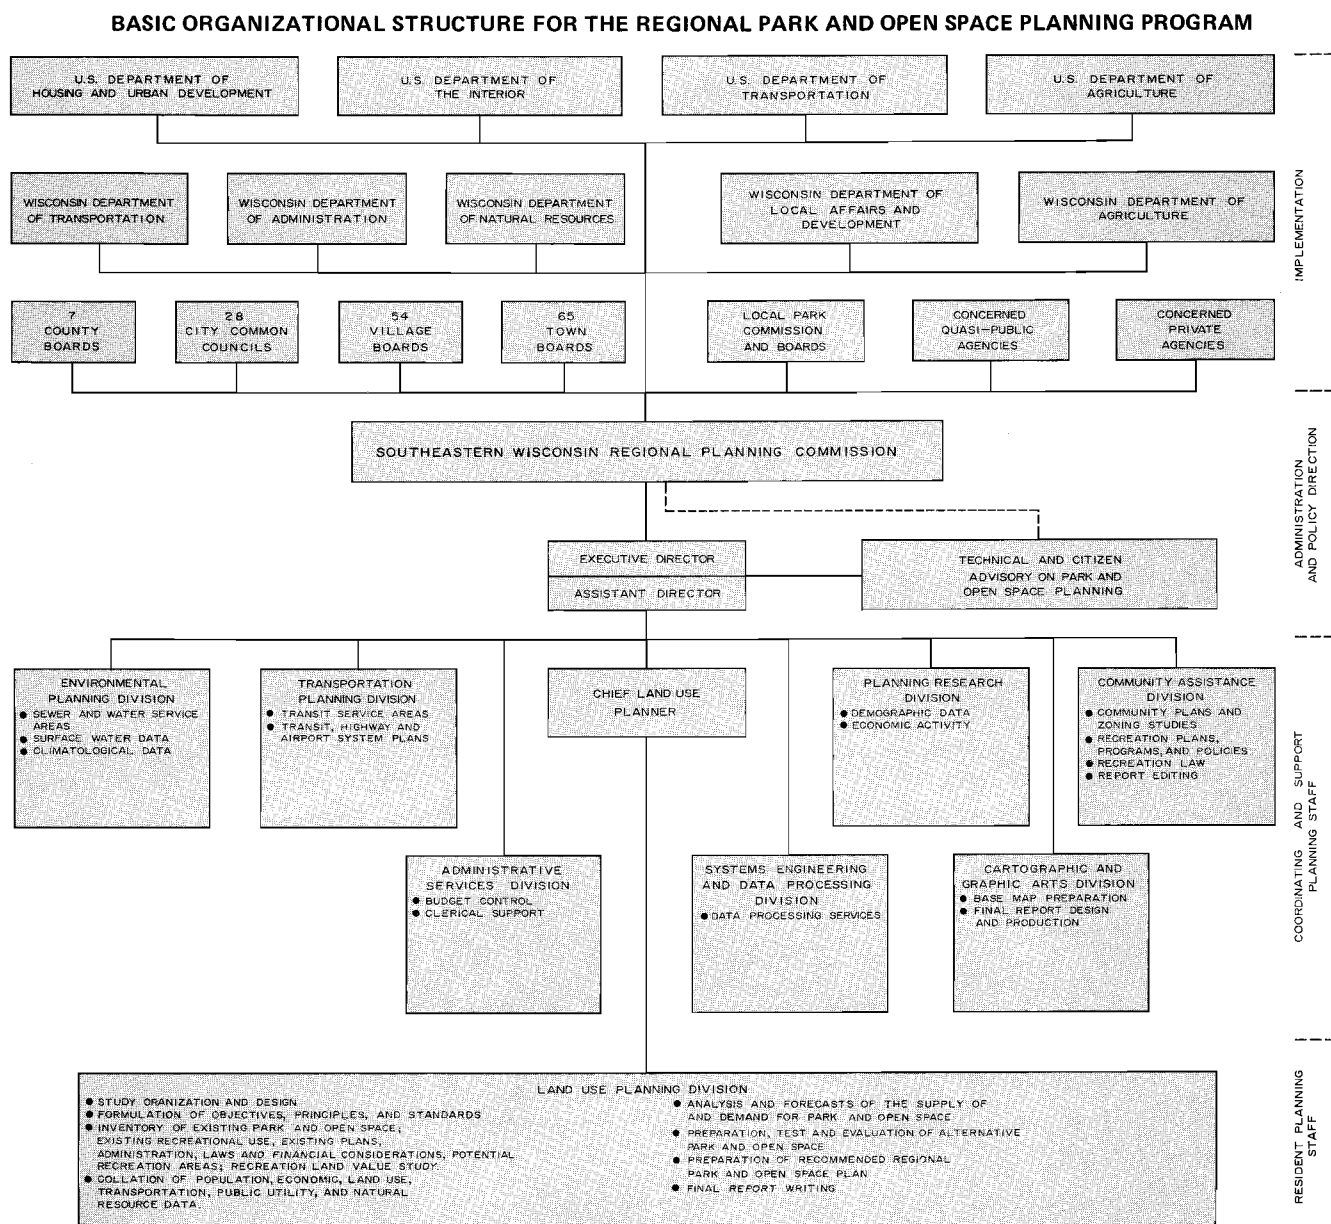 BASIC ORGANIZATIONAL STRUCTURE FOR THE REGIONAL PARK AND OPEN SPACE PLANNING PROGRAM
U.S. DEPARTMENT OF
HOUSING AND URBAN DEVELOPMENT
U.S. DEPARTMENT OF
THE INTERIOR
U.S. DEPARTMENT OF
TRANSPORTATION
U.S. DEPARTMENT OF
AGRICULTURE
WISCONSIN DEPARTMENT
OF TRANSPORTATION
WISCONSIN DEPARTMENT
OF ADMINISTRATION
WISCONSIN DEPARTMENT
OF NATURAL RESOURCES
WISCONSIN DEPARTMENT OF
LOCAL AFFAIRS AND
DEVELOPMENT
WISCONSIN DEPARTMENT OF
AGRICULTURE
IMPLEMENTATION
7
COUNTY
BOARDS
28
CITY COMMON
COUNCILS
54
VILLAGE
BOARDS
65
TOWN
BOARDS
LOCAL PARK
COMMISSION
AND BOARDS
CONCERNED
QUASI-PUBLIC
AGENCIES
CONCERNED
PRIVATE
AGENCIES
SOUTHEASTERN WISCONSIN REGIONAL PLANNING COMMISSION
ADMINISTRATION
AND POLICY DIRECTION
EXECUTIVE DIRECTOR
ASSISTANT DIRECTOR
TECHNICAL AND CITIZEN
ADVISORY ON PARK AND
OPEN SPACE PLANNING
ENVIRONMENTAL
PLANNING DIVISION
● SEWER AND WATER SERVICE
AREAS
● SURFACE WATER DATA
● CLIMATOLOGICAL DATA
TRANSPORTATION
PLANNING DIVISION
● TRANSIT SERVICE AREAS
● TRANSIT, HIGHWAY AND
AIRPORT SYSTEM PLANS
CHIEF LAND USE
PLANNER
PLANNING RESEARCH
DIVISION
● DEMOGRAPHIC DATA
● ECONOMIC ACTIVITY
COMMUNITY ASSISTANCE
DIVISION
● COMMUNITY PLANS AND
ZONING STUDIES
● RECREATION PLANS,
PROGRAMS, AND POLICIES
● RECREATION LAW
● REPORT EDITING
COORDINATING AND SUPPORT
PLANNING STAFF
ADMINISTRATIVE
SERVICES DIVISION
● BUDGET CONTROL
● CLERICAL SUPPORT
SYSTEMS ENGINEERING
AND DATA PROCESSING
DIVISION
● DATA PROCESSING SERVICES
CARTOGRAPHIC AND
GRAPHIC ARTS DIVISION
● BASE MAP PREPARATION
● FINAL REPORT DESIGN
AND PRODUCTION
LAND USE PLANNING DIVISION
● STUDY ORANIZATION AND DESIGN
● FORMULATION OF OBJECTIVES, PRINCIPLES, AND STANDARDS
● INVENTORY OF EXISTING PARK AND OPEN SPACE;
EXISTING RECREATIONAL USE, EXISTING PLANS,
ADMINISTRATION, LAWS AND FINANCIAL CONSIDERATIONS, POTENTIAL
RECREATION AREAS; RECREATION LAND VALUE STUDY.
● COLLATION OF POPULATION, ECONOMIC, LAND USE,
TRANSPORTATION, PUBLIC UTILITY, AND NATURAL
RESOURCE DATA.
● ANALYSIS AND FORECASTS OF THE SUPPLY OF
AND DEMAND FOR PARK AND OPEN SPACE
● PREPARATION, TEST AND EVALUATION OF ALTERNATIVE
PARK AND OPEN SPACE
● PREPARATION OF RECOMMENDED REGIONAL
PARK AND OPEN SPACE PLAN
● FINAL REPORT WRITING
RESIDENT PLANNING
STAFF